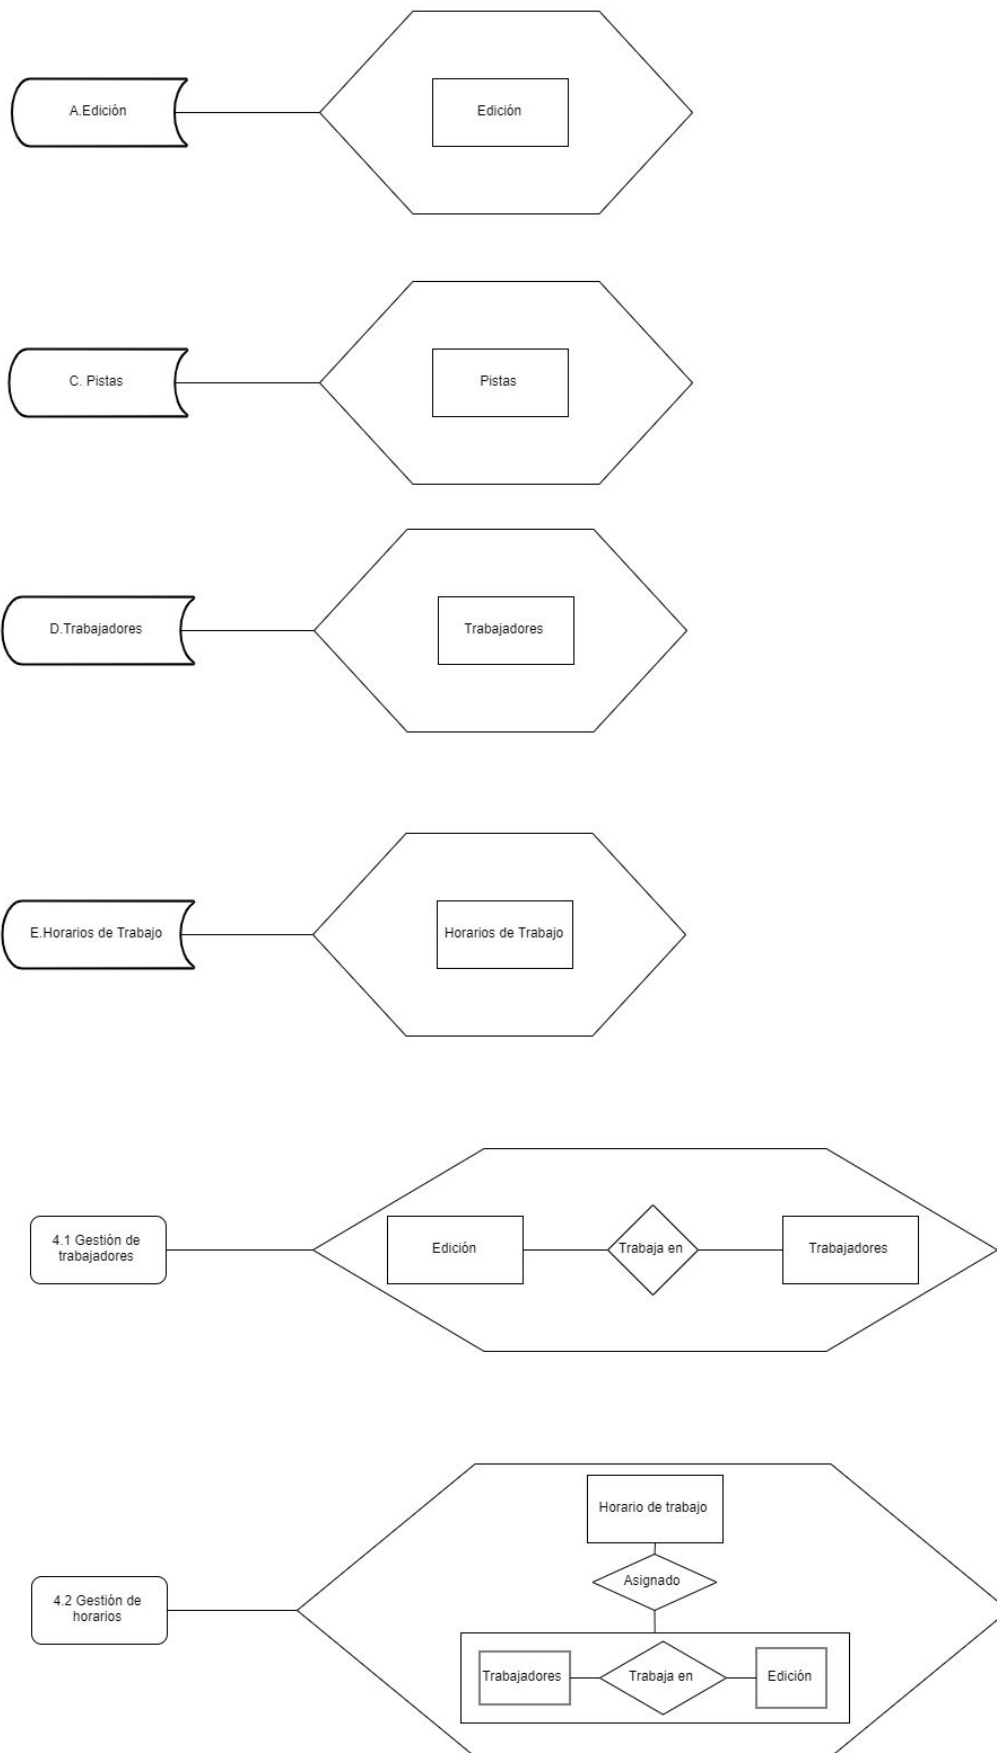 A.Edición
Edición
C. Pistas
Pistas
D.Trabajadores
Trabajadores
E.Horarios de Trabajo
Horarios de Trabajo
4.1 Gestión de
trabajadores
Edición
Trabaja en
Trabajadores
4.2 Gestión de
horarios
Horario de trabajo
Asignado
Trabajadores
Trabaja en
Edición